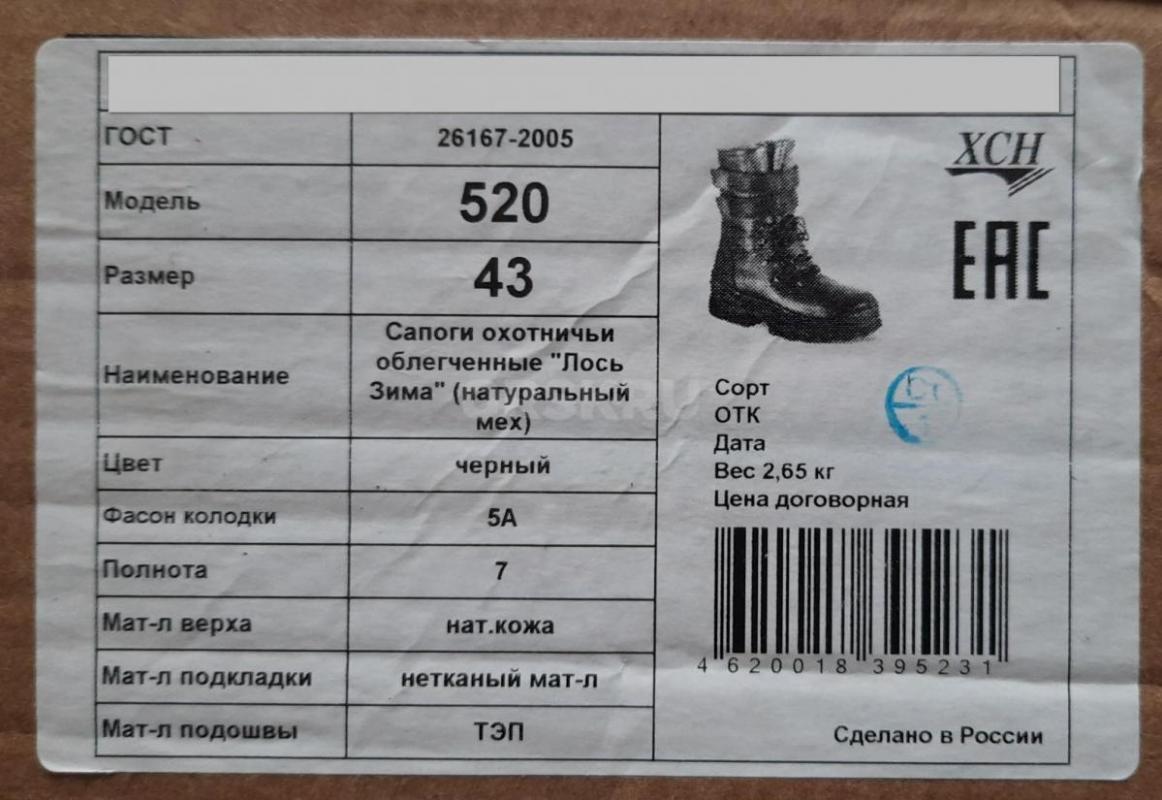 ГОСТ 26167-2005
Модель 520
Размер 43
Наименование
Сапоги охотничьи
облегченные "Лось
Зима" (натуральный
мех)
Цвет черный
Фасон колодки 5А
Полнота 7
Мат-л верха нат.кожа
Мат-л подкладки нетканый мат-л
Мат-л подошвы ТЭП
ХСН
ЕАС
Сорт
ОТК
Дата
Вес 2,65 кг
Цена договорная
4 620018 395231
Сделано в России